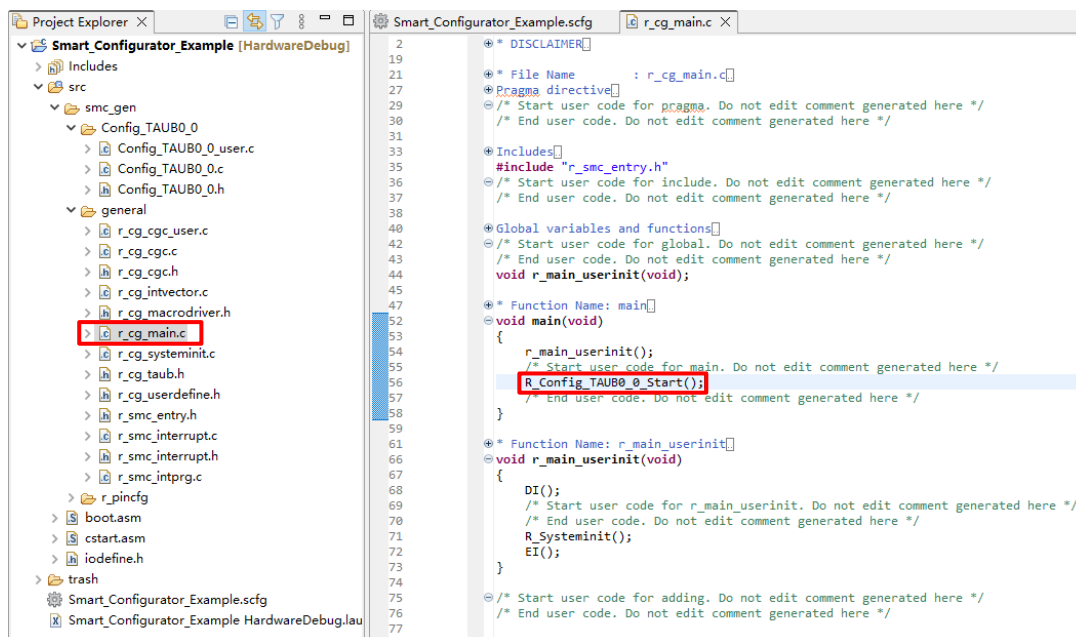 Project Explorer
Smart_Configurator_Example [HardwareDebug]
Includes
src
smc_gen
Config_TAUB0_0
Config_TAUB0_0_user.c
Config_TAUB0_0.c
Config_TAUB0_0.h
general
r_cg_cgc_user.c
r_cg_cgc.c
r_cg_cgc.h
r_cg_intvector.c
r_cg_macrodriver.h
r_cg_main.c
r_cg_systeminit.c
r_cg_taub.h
r_cg_userdefine.h
r_smc_entry.h
r_smc_interrupt.c
r_smc_interrupt.h
r_smc_intprg.c
r_pincfg
boot.asm
cstart.asm
iodefine.h
trash
Smart_Configurator_Example.scfg
Smart_Configurator_Example HardwareDebug.lau
Smart_Configurator_Example.scfg
r_cg_main.c
2 * DISCLAIMER
19
21 * File Name : r_cg_main.c
27 Pragma directive
29 /* Start user code for pragma. Do not edit comment generated here */
30 /* End user code. Do not edit comment generated here */
31
33 Includes
35 #include "r_smc_entry.h"
36 /* Start user code for include. Do not edit comment generated here */
37 /* End user code. Do not edit comment generated here */
38
40 Global variables and functions
42 /* Start user code for global. Do not edit comment generated here */
43 /* End user code. Do not edit comment generated here */
44 void r_main_userinit(void);
45
47 * Function Name: main
52 void main(void)
53 {
54 r_main_userinit();
55 /* Start user code for main. Do not edit comment generated here */
56 R_Config_TAUB0_0_Start();
57 /* End user code. Do not edit comment generated here */
58 }
59
61 * Function Name: r_main_userinit
66 void r_main_userinit(void)
67 {
68 DI();
69 /* Start user code for r_main_userinit. Do not edit comment generated here */
70 /* End user code. Do not edit comment generated here */
71 R_Systeminit();
72 EI();
73 }
74
75 /* Start user code for adding. Do not edit comment generated here */
76 /* End user code. Do not edit comment generated here */
77